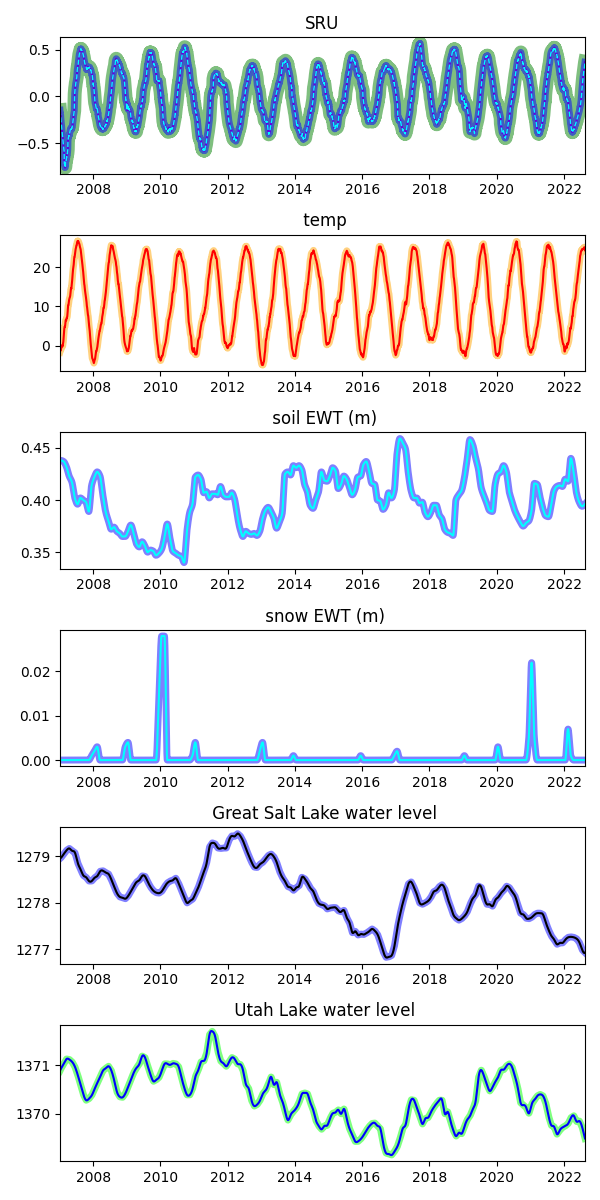 SRU
0.5
0.0
−0.5
2008 2010 2012 2014 2016 2018 2020 2022
temp
20
10
0
2008 2010 2012 2014 2016 2018 2020 2022
soil EWT (m)
0.45
0.40
0.35
2008 2010 2012 2014 2016 2018 2020 2022
snow EWT (m)
0.02
0.01
0.00
2008 2010 2012 2014 2016 2018 2020 2022
Great Salt Lake water level
1279
1278
1277
2008 2010 2012 2014 2016 2018 2020 2022
Utah Lake water level
1371
1370
2008 2010 2012 2014 2016 2018 2020 2022